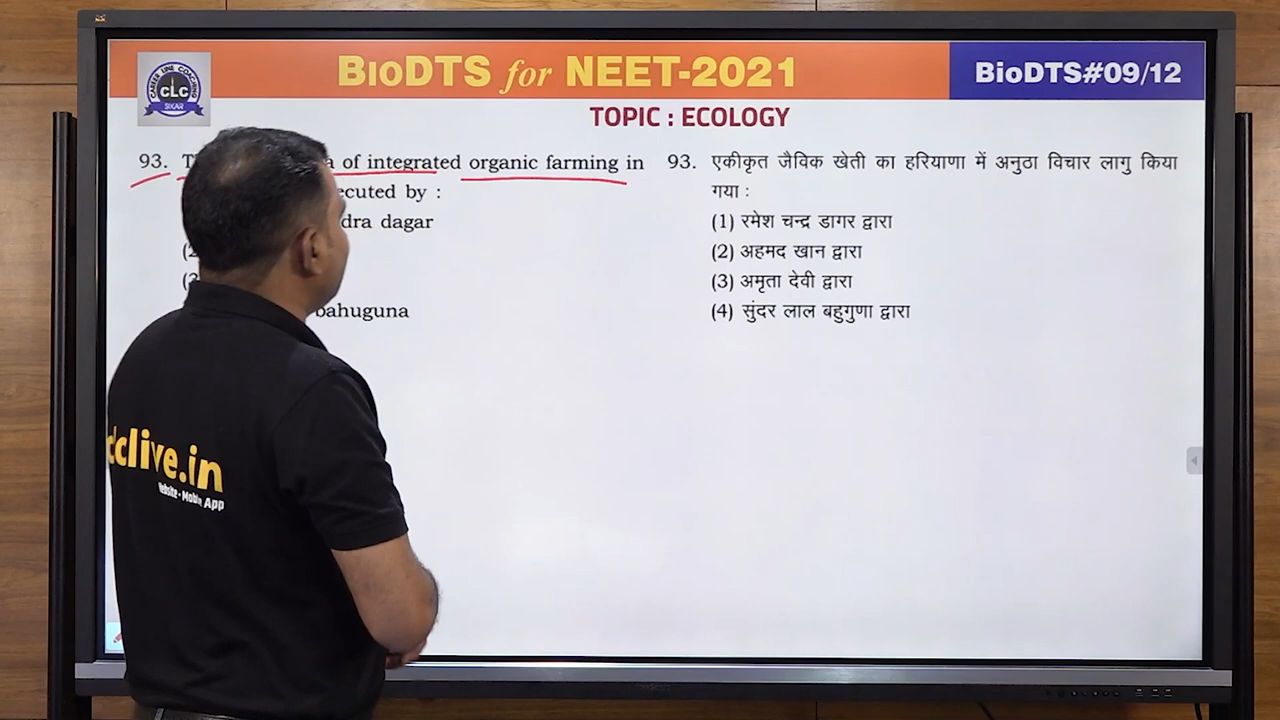 BIODTS for NEET-2021
BIODTS#09/12
CLC
SIKAR
TOPIC : ECOLOGY
93. of integrated organic farming in
by :
dagar
bahuguna
93. एकीकृत जैविक खेती का हरियाणा में अनुठा विचार लागु किया
गया :
(1) रमेश चन्द्र डागर द्वारा
(2) अहमद खान द्वारा
(3) अमृता देवी द्वारा
(4) सुंदर लाल बहुगुणा द्वारा
clive.in
Website - Mobile App